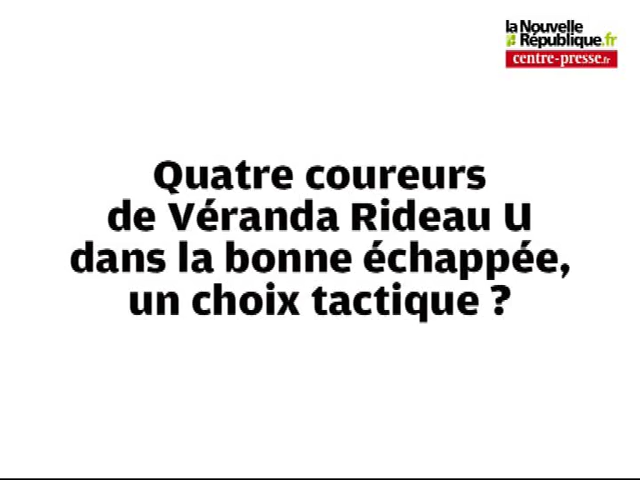 la Nouvelle
République.fr
centre-presse.fr
Quatre coureurs
de Véranda Rideau U
dans la bonne échappée,
un choix tactique ?